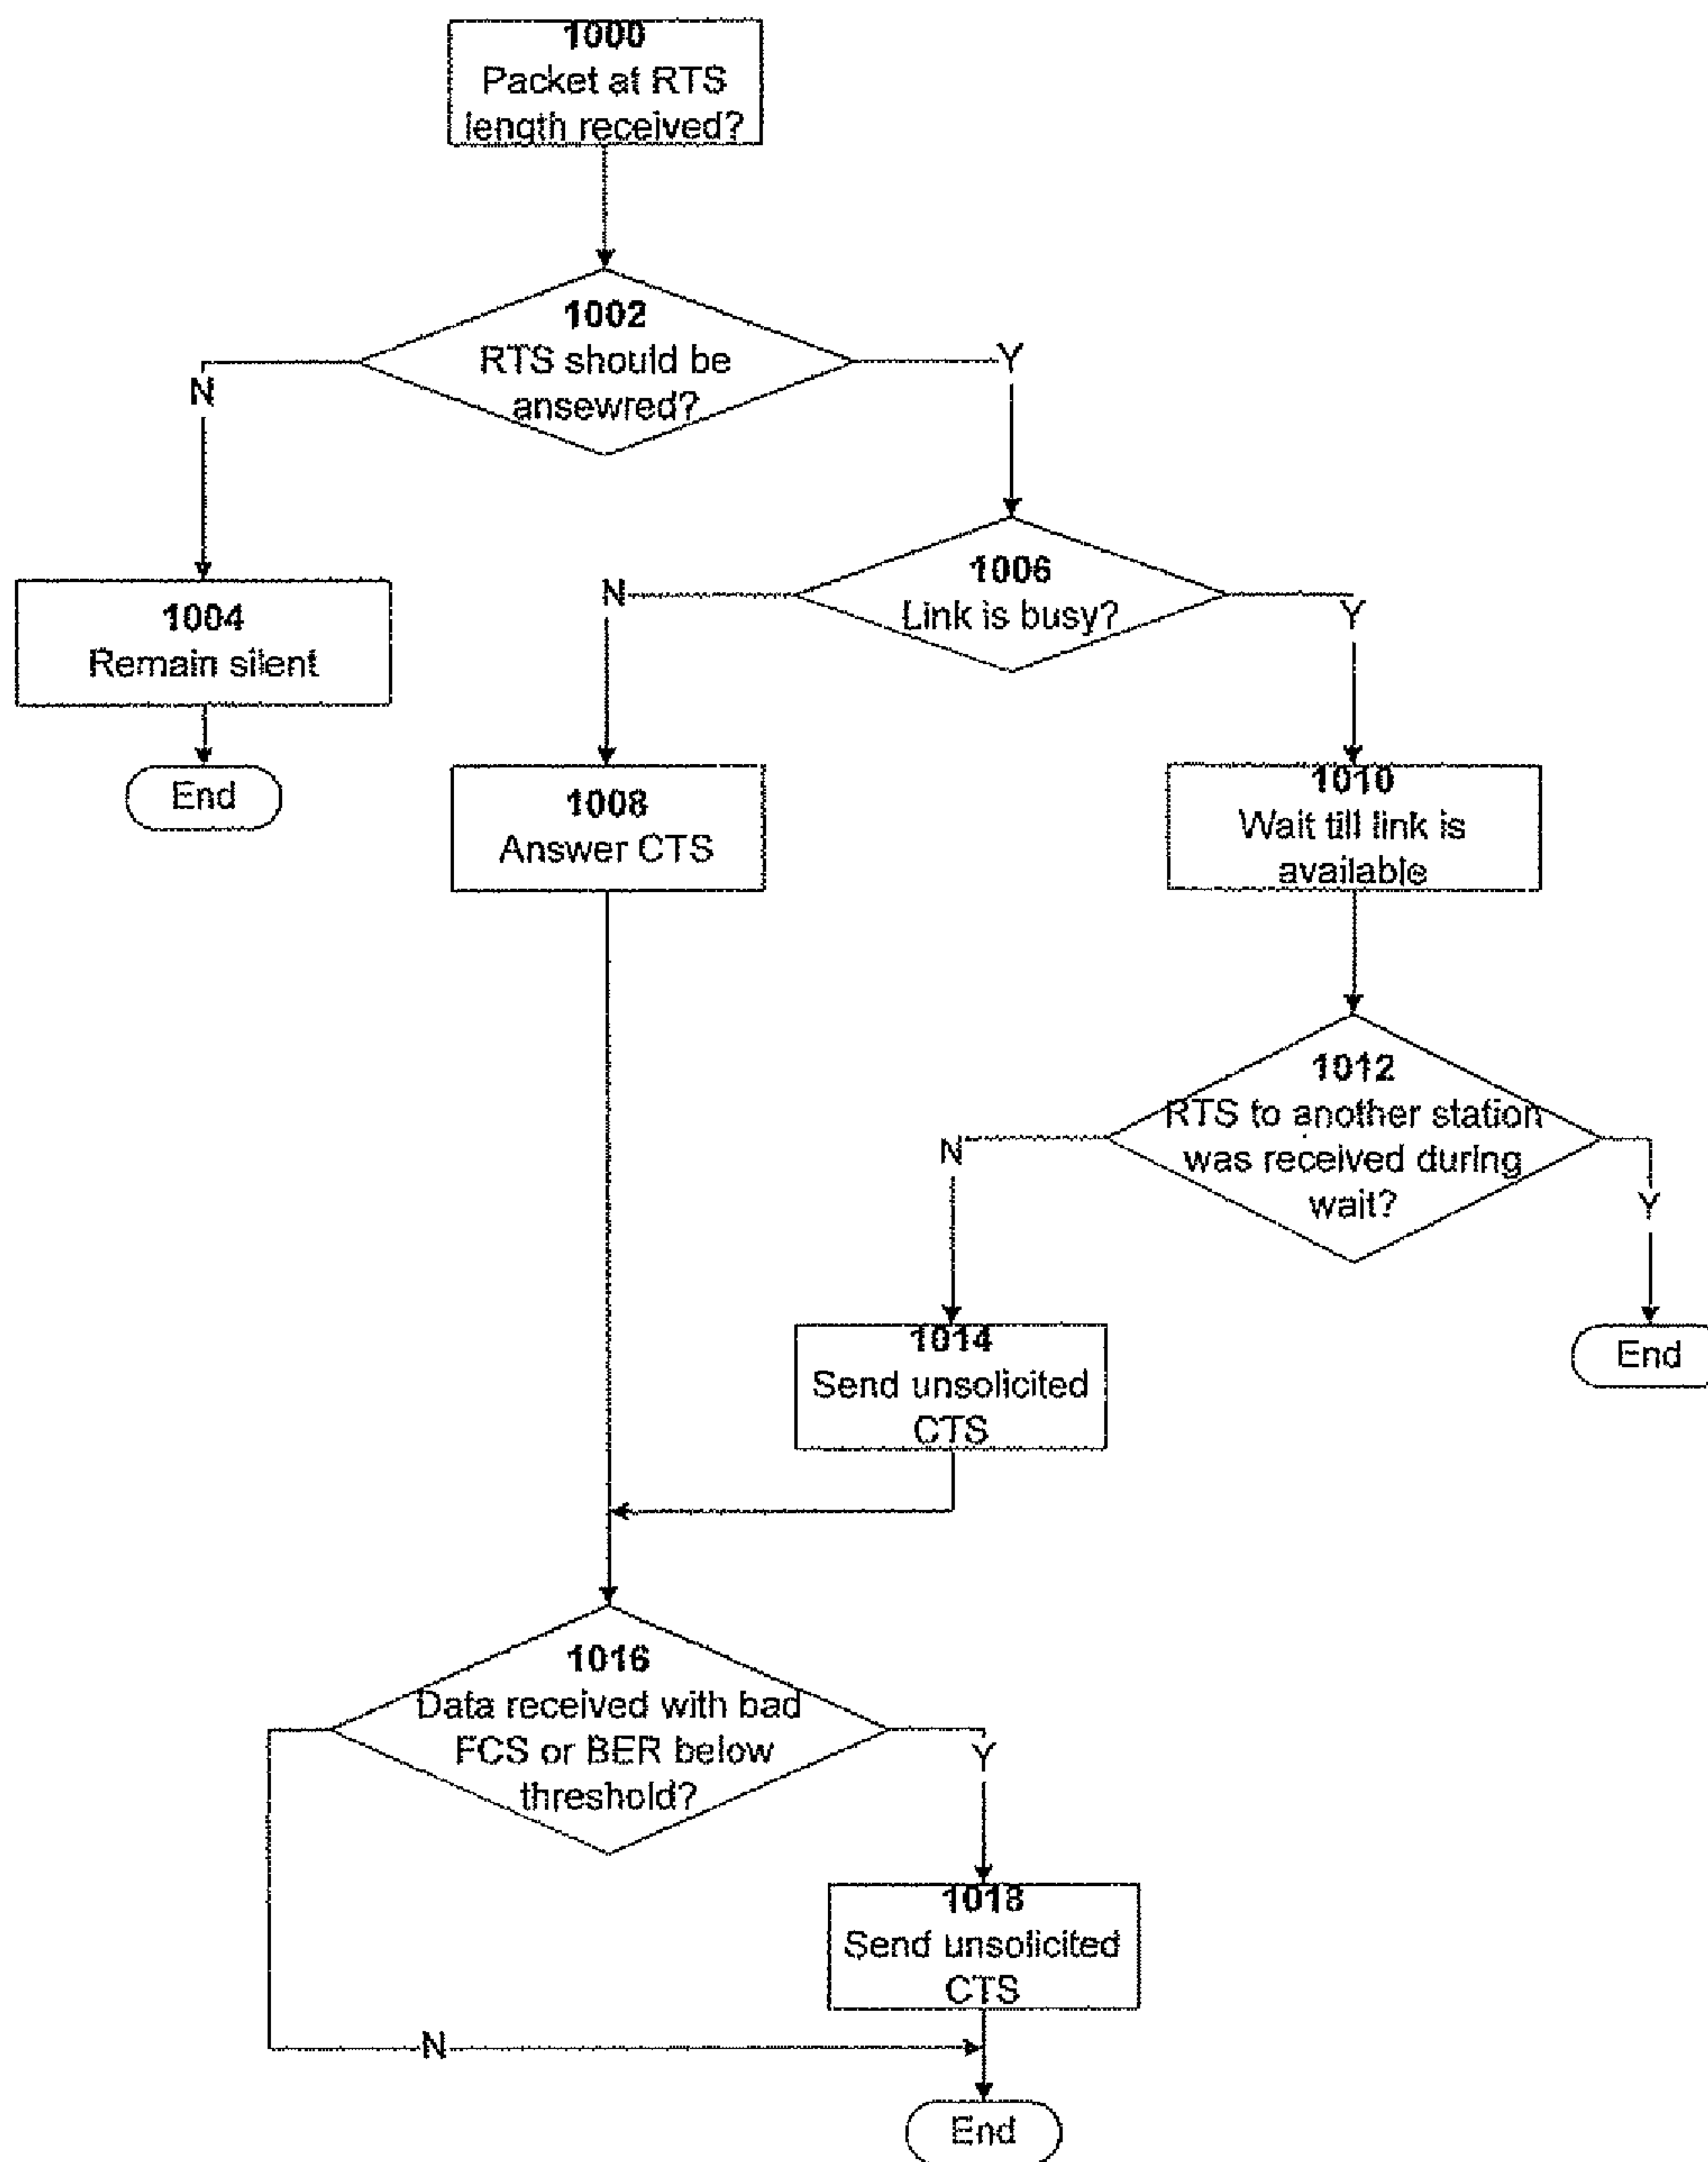 1000
Packet at RTS
length received?
1002
RTS should be
ansewred?
N
Y
1004
Remain silent
End
1006
Link is busy?
N
Y
1008
Answer CTS
1010
Wait till link is
available
1012
RTS to another station
was received during
wait?
N
Y
1014
Send unsolicited
CTS
End
1016
Data received with bad
FCS or BER below
threshold?
Y
1018
Send unsolicited
CTS
N
End